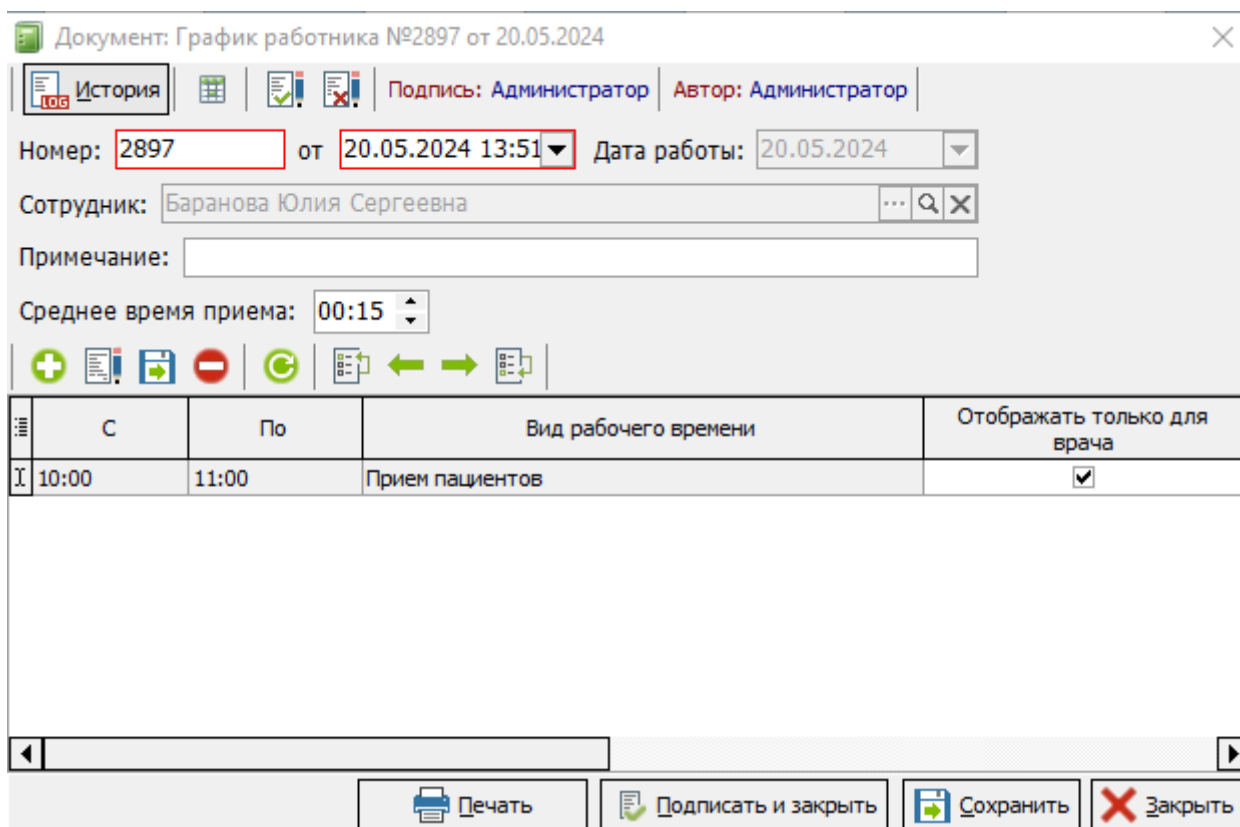 Документ: График работника №2897 от 20.05.2024
LOG История Подпись: Администратор Автор: Администратор
Номер: 2897 от 20.05.2024 13:51 Дата работы: 20.05.2024
Сотрудник: Баранова Юлия Сергеевна ...
Примечание:
Среднее время приема: 00:15
С По Вид рабочего времени Отображать только для
врача
10:00 11:00 Прием пациентов
Печать Подписать и закрыть Сохранить Закрыть